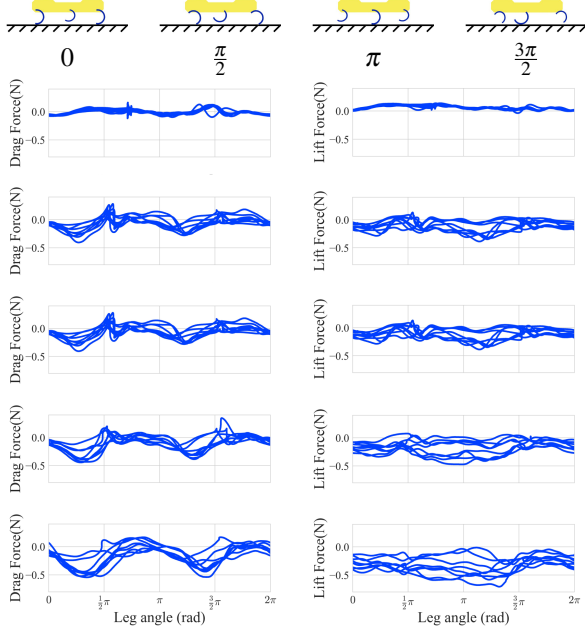 0 π/2 π 3π/2
Drag Force(N) 0.0 −0.5 Lift Force(N) 0.0 −0.5
Drag Force(N) 0.0 −0.5 Lift Force(N) 0.0 −0.5
Drag Force(N) 0.0 −0.5 Lift Force(N) 0.0 −0.5
Drag Force(N) 0.0 −0.5 Lift Force(N) 0.0 −0.5
Drag Force(N) 0.0 −0.5 Lift Force(N) 0.0 −0.5
0 1/2π π 3/2π 2π 0 1/2π π 3/2π 2π
Leg angle (rad) Leg angle (rad)